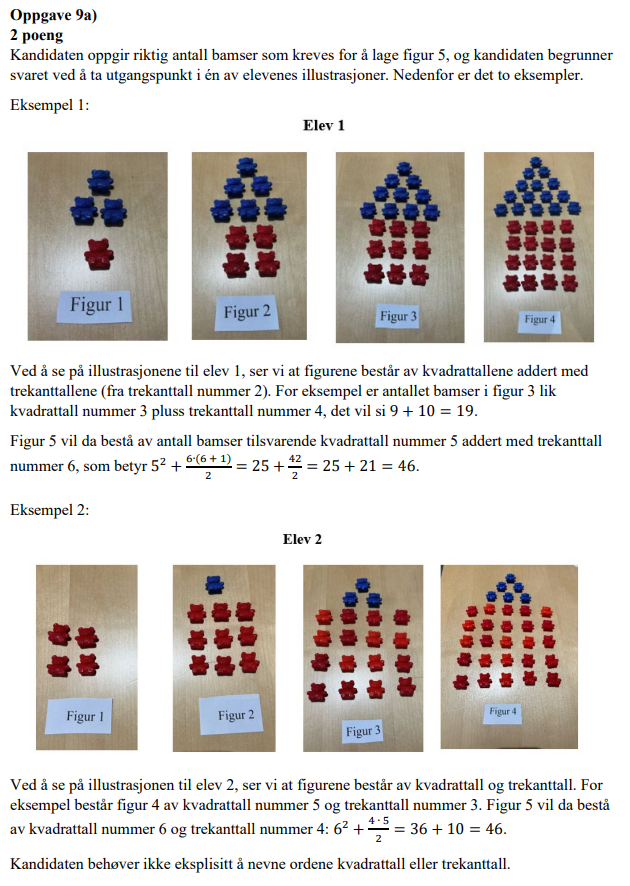 Oppgave 9a)
2 poeng
Kandidaten oppgir riktig antall bamser som kreves for å lage figur 5, og kandidaten begrunner
svaret ved å ta utgangspunkt i én av elevenes illustrasjoner. Nedenfor er det to eksempler.
Eksempel 1:
Elev 1
Figur 1
Figur 2
Figur 3
Figur 4
Ved å se på illustrasjonene til elev 1, ser vi at figurene består av kvadrattallene addert med
trekanttallene (fra trekanttall nummer 2). For eksempel er antallet bamser i figur 3 lik
kvadrattall nummer 3 pluss trekanttall nummer 4, det vil si 9 + 10 = 19.
Figur 5 vil da bestå av antall bamser tilsvarende kvadrattall nummer 5 addert med trekanttall
nummer 6, som betyr 5² + 6·(6 + 1)/2 = 25 + 42/2 = 25 + 21 = 46.
Eksempel 2:
Elev 2
Figur 1
Figur 2
Figur 3
Figur 4
Ved å se på illustrasjonen til elev 2, ser vi at figurene består av kvadrattall og trekanttall. For
eksempel består figur 4 av kvadrattall nummer 5 og trekanttall nummer 3. Figur 5 vil da bestå
av kvadrattall nummer 6 og trekanttall nummer 4: 6² + 4·5/2 = 36 + 10 = 46.
Kandidaten behøver ikke eksplisitt å nevne ordene kvadrattall eller trekanttall.